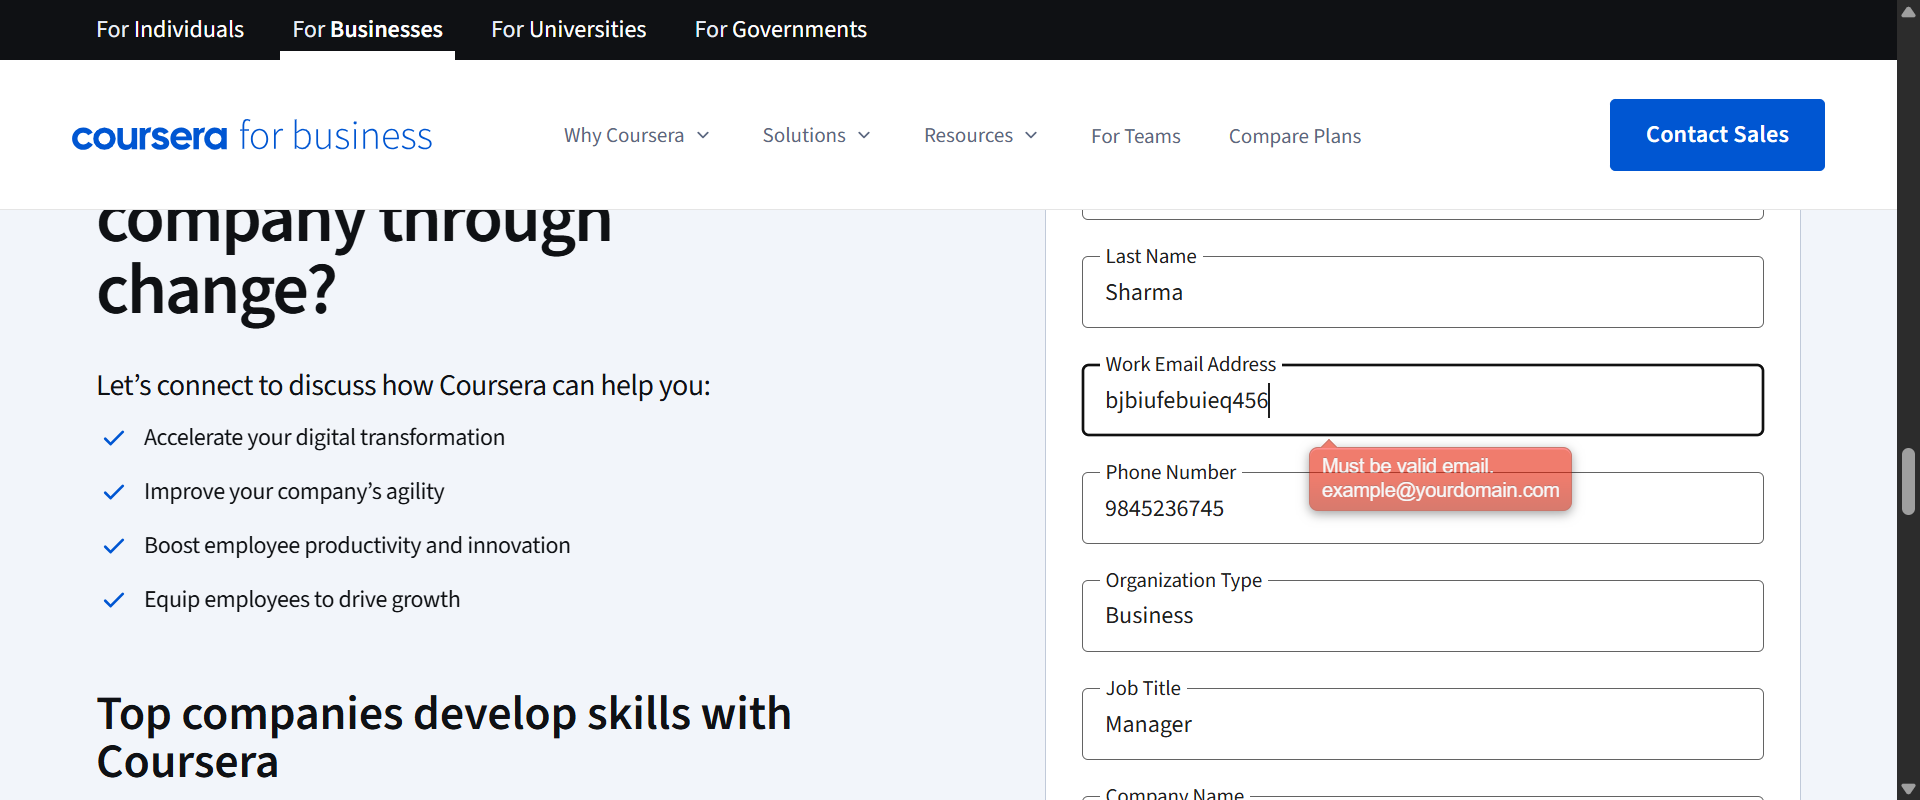 For Individuals
For Businesses
For Universities
For Governments
coursera for business
Why Coursera
Solutions
Resources
For Teams
Compare Plans
Contact Sales
company through
change?
Let’s connect to discuss how Coursera can help you:
Accelerate your digital transformation
Improve your company’s agility
Boost employee productivity and innovation
Equip employees to drive growth
Top companies develop skills with
Coursera
Last Name
Sharma
Work Email Address
bjbiufebuieq456
Must be valid email.
example@yourdomain.com
Phone Number
9845236745
Organization Type
Business
Job Title
Manager
Company Name